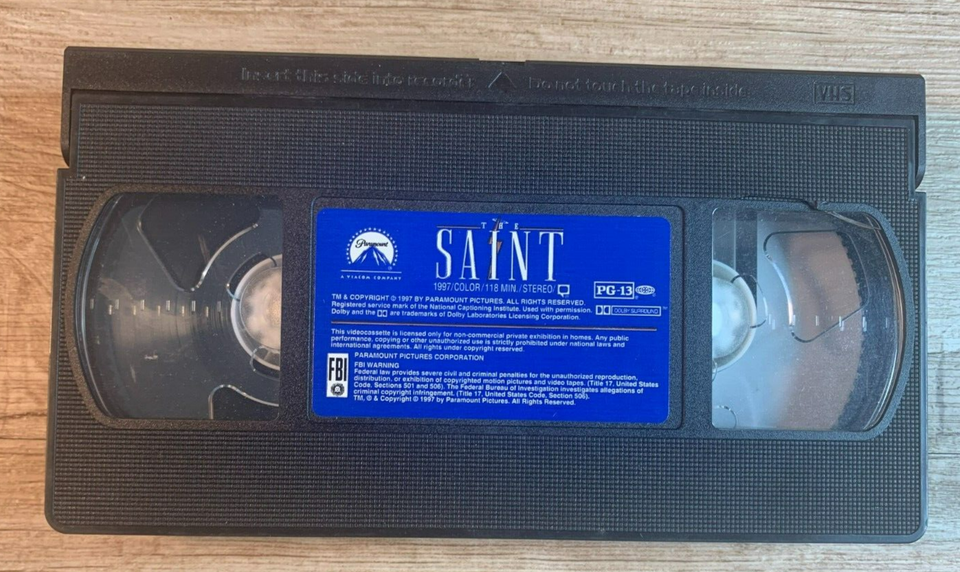 Insert this side into recorder
Do not touch the tape inside
VHS
Paramount
A VIACOM COMPANY
THE
SAINT
1997/COLOR/118 MIN./STEREO/
PG-13
TM & COPYRIGHT © 1997 BY PARAMOUNT PICTURES. ALL RIGHTS RESERVED.
Registered service mark of the National Captioning Institute. Used with permission.
Dolby and the DD are trademarks of Dolby Laboratories Licensing Corporation.
DOLBY SURROUND
This videocassette is licensed only for non-commercial private exhibition in homes. Any public
performance, copying or other unauthorized use is strictly prohibited under national laws and
international agreements. All rights under copyright reserved.
PARAMOUNT PICTURES CORPORATION
FBI
FBI WARNING
Federal law provides severe civil and criminal penalties for the unauthorized reproduction,
distribution, or exhibition of copyrighted motion pictures and video tapes. (Title 17, United States
Code, Sections 501 and 506). The Federal Bureau of Investigation investigates allegations of
criminal copyright infringement. (Title 17, United States Code, Section 506).
TM, ® & Copyright © 1997 by Paramount Pictures. All Rights Reserved.